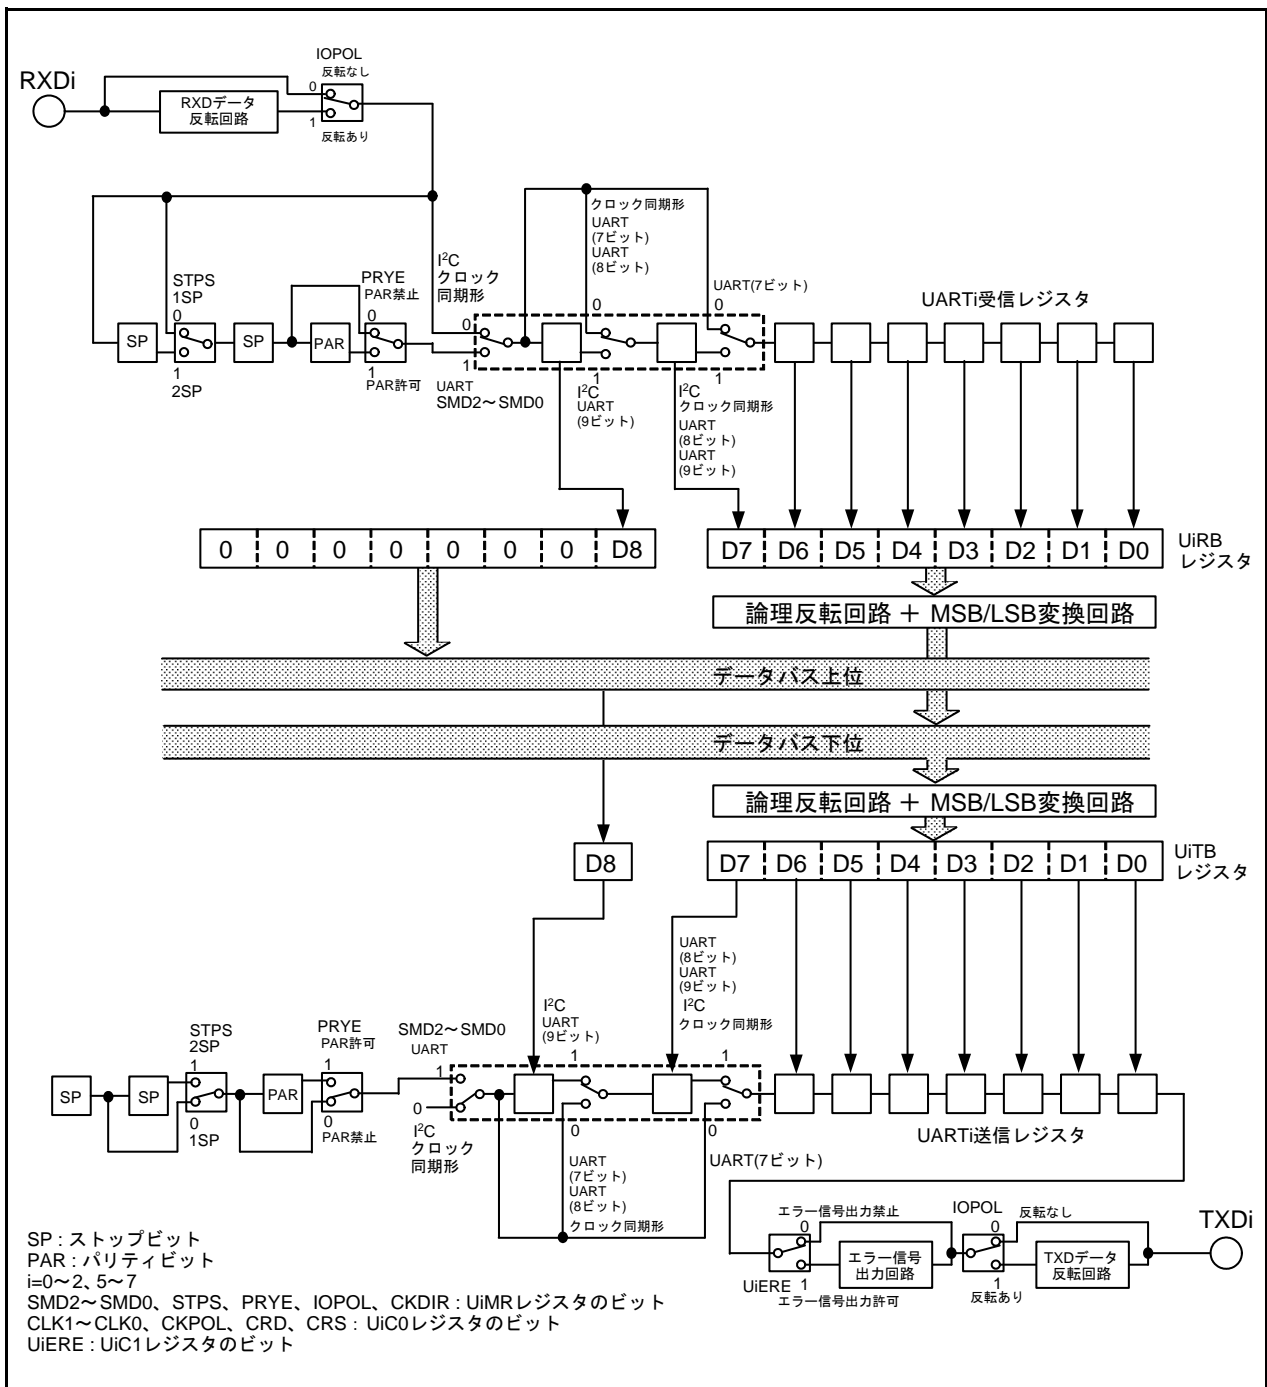 IOPOL
反転なし
RXDi
0
RXDデータ
反転回路
1
反転あり
クロック同期形
UART
(7ビット)
UART
(8ビット)
I²C
クロック
同期形
STPS
1SP
0
PRYE
PAR禁止
0
UART(7ビット)
0
0
0
UARTi受信レジスタ
SP
SP
PAR
1
2SP
1
PAR許可
1
UART
SMD2～SMD0
1
I²C
UART
(9ビット)
1
I²C
クロック同期形
UART
(8ビット)
UART
(9ビット)
0 0 0 0 0 0 0 D8
D7 D6 D5 D4 D3 D2 D1 D0
UiRB
レジスタ
論理反転回路 ＋ MSB/LSB変換回路
データバス上位
データバス下位
論理反転回路 ＋ MSB/LSB変換回路
D8
D7 D6 D5 D4 D3 D2 D1 D0
UiTB
レジスタ
UART
(8ビット)
UART
(9ビット)
I²C
クロック同期形
I²C
UART
(9ビット)
STPS
2SP
1
PRYE
PAR許可
1
SMD2～SMD0
UART
1
1
1
SP
SP
PAR
0
1SP
0
PAR禁止
0
I²C
クロック
同期形
0
UART
(7ビット)
UART
(8ビット)
クロック同期形
0
UART(7ビット)
UARTi送信レジスタ
エラー信号出力禁止
0
IOPOL
0
反転なし
TXDi
エラー信号
出力回路
TXDデータ
反転回路
UiERE
1
エラー信号出力許可
1
反転あり
SP : ストップビット
PAR : パリティビット
i=0～2、5～7
SMD2～SMD0、STPS、PRYE、IOPOL、CKDIR : UiMRレジスタのビット
CLK1～CLK0、CKPOL、CRD、CRS : UiC0レジスタのビット
UiERE : UiC1レジスタのビット